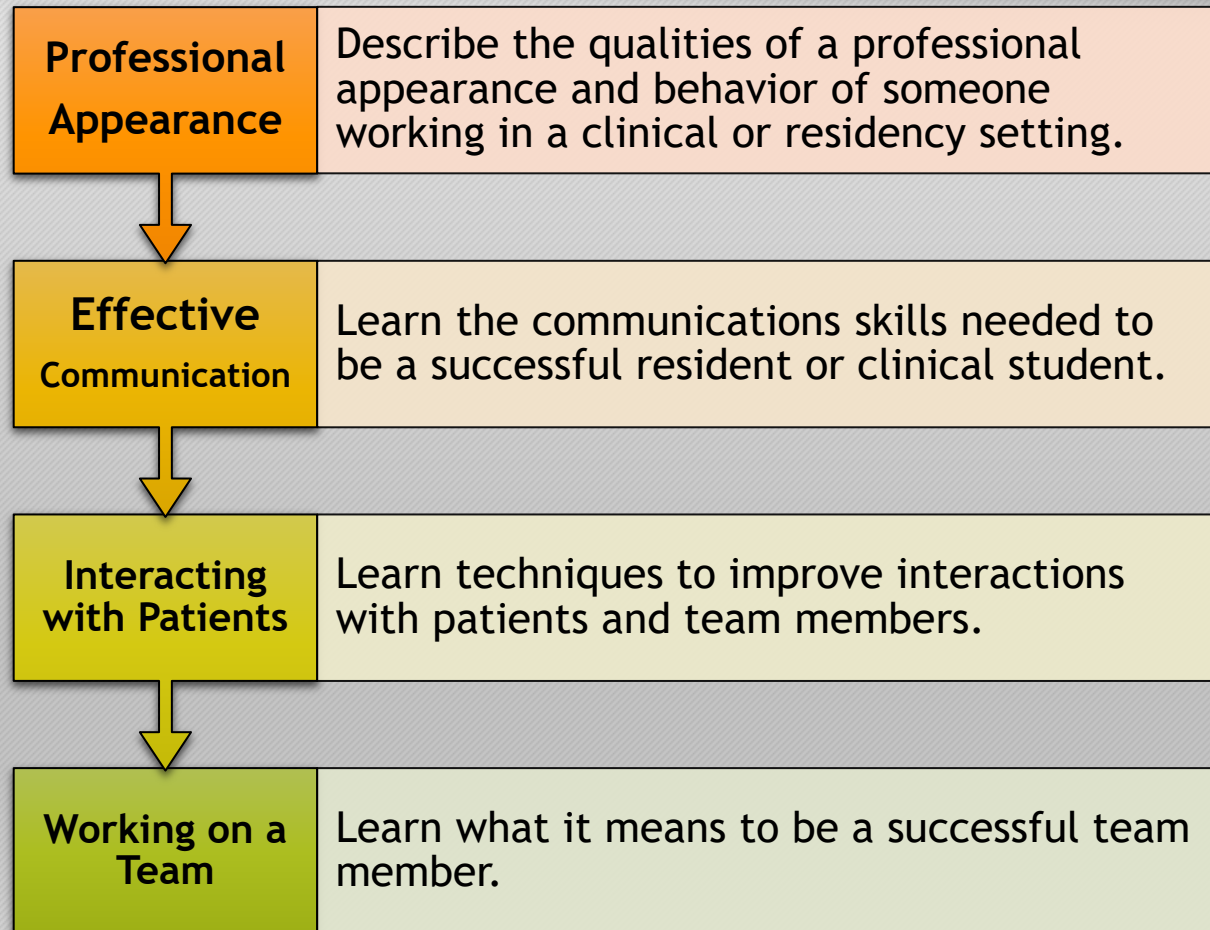 Professional
Appearance
Describe the qualities of a professional
appearance and behavior of someone
working in a clinical or residency setting.
Effective
Communication
Learn the communications skills needed to
be a successful resident or clinical student.
Interacting
with Patients
Learn techniques to improve interactions
with patients and team members.
Working on a
Team
Learn what it means to be a successful team
member.